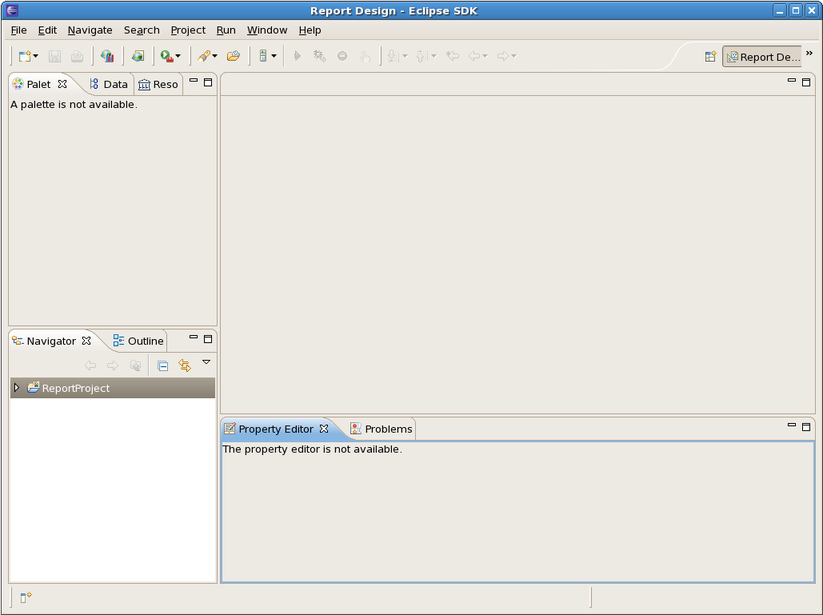 Report Design - Eclipse SDK
File Edit Navigate Search Project Run Window Help
Report De...
Palet Data Reso
A palette is not available.
Navigator Outline
ReportProject
Property Editor Problems
The property editor is not available.